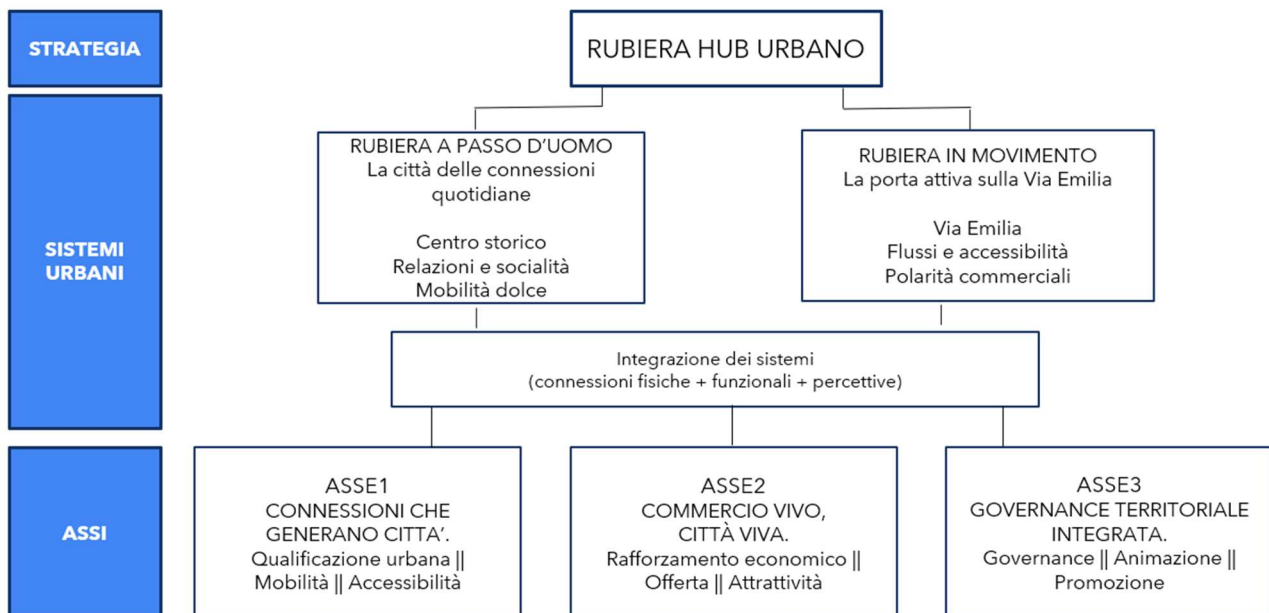 STRATEGIA
RUBIERA HUB URBANO
SISTEMI
URBANI
RUBIERA A PASSO D'UOMO
La città delle connessioni
quotidiane
Centro storico
Relazioni e socialità
Mobilità dolce
RUBIERA IN MOVIMENTO
La porta attiva sulla Via Emilia
Via Emilia
Flussi e accessibilità
Polarità commerciali
Integrazione dei sistemi
(connessioni fisiche + funzionali + percettive)
ASSI
ASSE1
CONNESSIONI CHE
GENERANO CITTA'.
Qualificazione urbana ||
Mobilità || Accessibilità
ASSE2
COMMERCIO VIVO,
CITTÀ VIVA.
Rafforzamento economico ||
Offerta || Attrattività
ASSE3
GOVERNANCE TERRITORIALE
INTEGRATA.
Governance || Animazione ||
Promozione